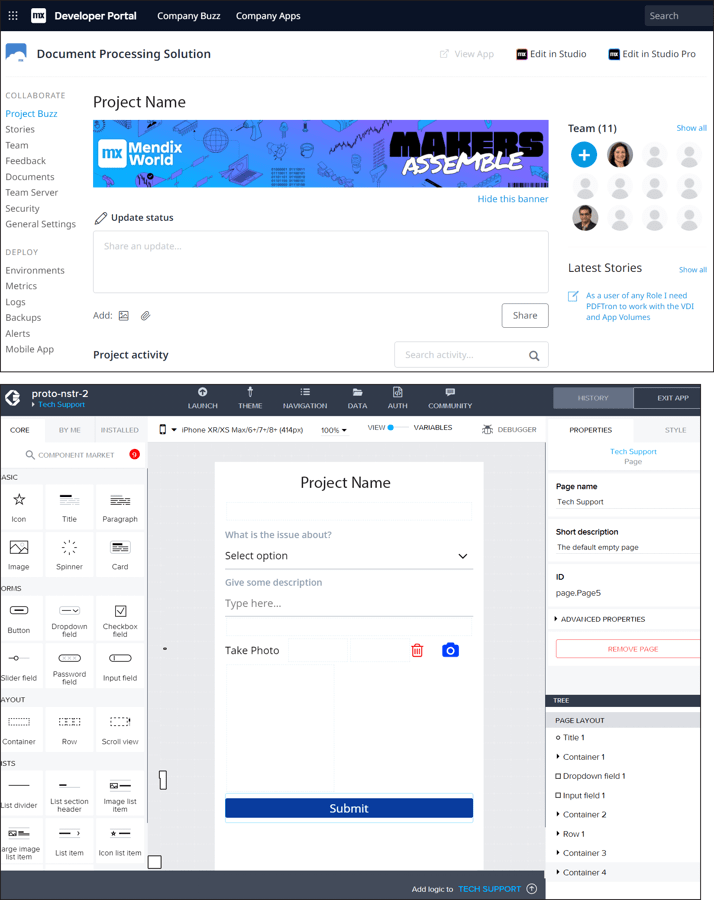 mx Developer Portal Company Buzz Company Apps Search
Document Processing Solution View App mx Edit in Studio mx Edit in Studio Pro
COLLABORATE
Project Buzz
Stories
Team
Feedback
Documents
Team Server
Security
General Settings
DEPLOY
Environments
Metrics
Logs
Backups
Alerts
Mobile App
Project Name
mx Mendix
World
MAKERS
ASSEMBLE
Hide this banner
Update status
Share an update...
Add:
Share
Project activity
Search activity...
Team (11) Show all
Latest Stories Show all
As a user of any Role I need
PDFTron to work with the VDI
and App Volumes
proto-nstr-2
Tech Support
LAUNCH THEME NAVIGATION DATA AUTH COMMUNITY
HISTORY EXIT APP
CORE BY ME INSTALLED
iPhone XR/XS Max/6+/7+/8+ (414px) 100% VIEW VARIABLES DEBUGGER
PROPERTIES STYLE
COMPONENT MARKET 9
ASIC
Icon Title Paragraph
Image Spinner Card
ORMS
Button Dropdown
field Checkbox
field
Slider field Password
field Input field
AYOUT
Container Row Scroll view
ISTS
List divider List section
header Image list
item
arge image
list item List item Icon list item
Project Name
What is the issue about?
Select option
Give some description
Type here...
Take Photo
Submit
Tech Support
Page
Page name
Tech Support
Short description
The default empty page
ID
page.Page5
ADVANCED PROPERTIES
REMOVE PAGE
TREE
PAGE LAYOUT
Title 1
Container 1
Dropdown field 1
Input field 1
Container 2
Row 1
Container 3
Container 4
Add logic to TECH SUPPORT